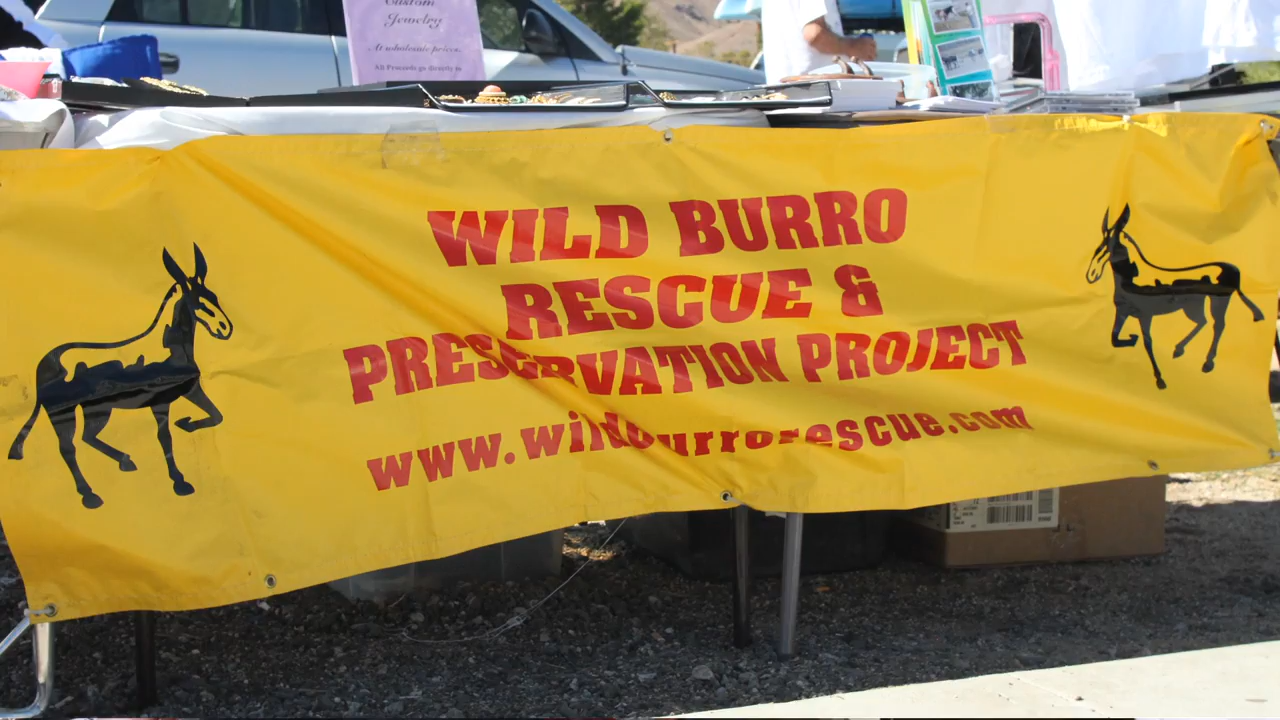 Custom
Jewelry
At wholesale prices.
All Proceeds go directly to
WILD BURRO
RESCUE &
PRESERVATION PROJECT
www.wildburrorescue.com